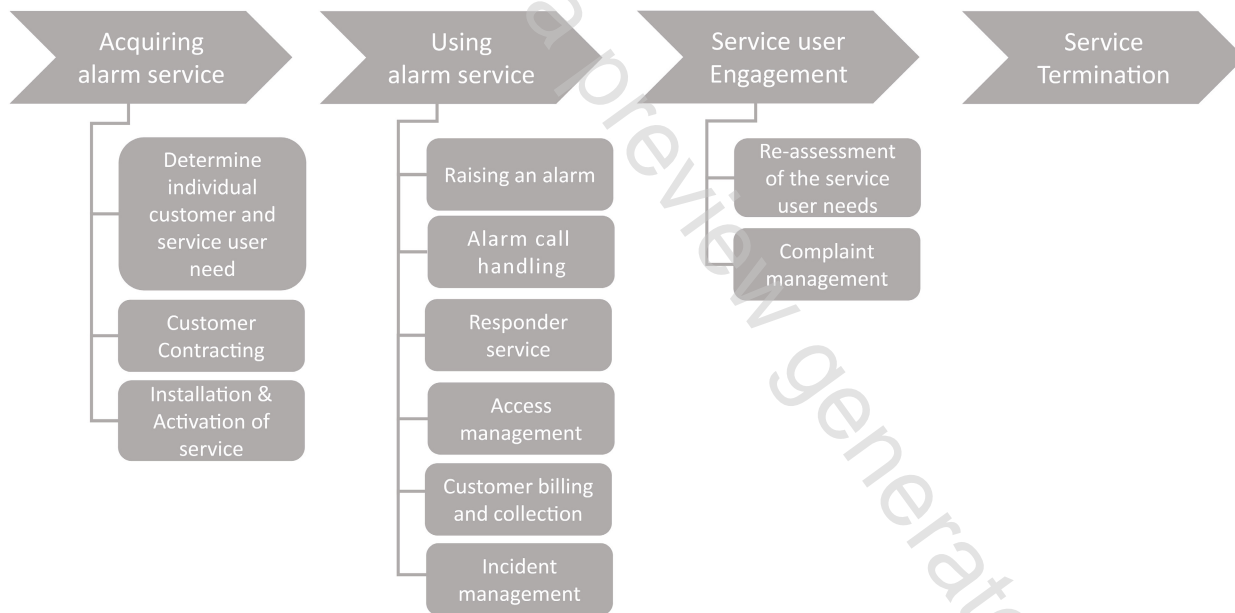 Acquiring
alarm service
Determine
individual
customer and
service user
need
Customer
Contracting
Installation &
Activation of
service
Using
alarm service
Raising an alarm
Alarm call
handling
Responder
service
Access
management
Customer billing
and collection
Incident
management
Service user
Engagement
Re-assessment
of the service
user needs
Complaint
management
Service
Termination
a preview generate